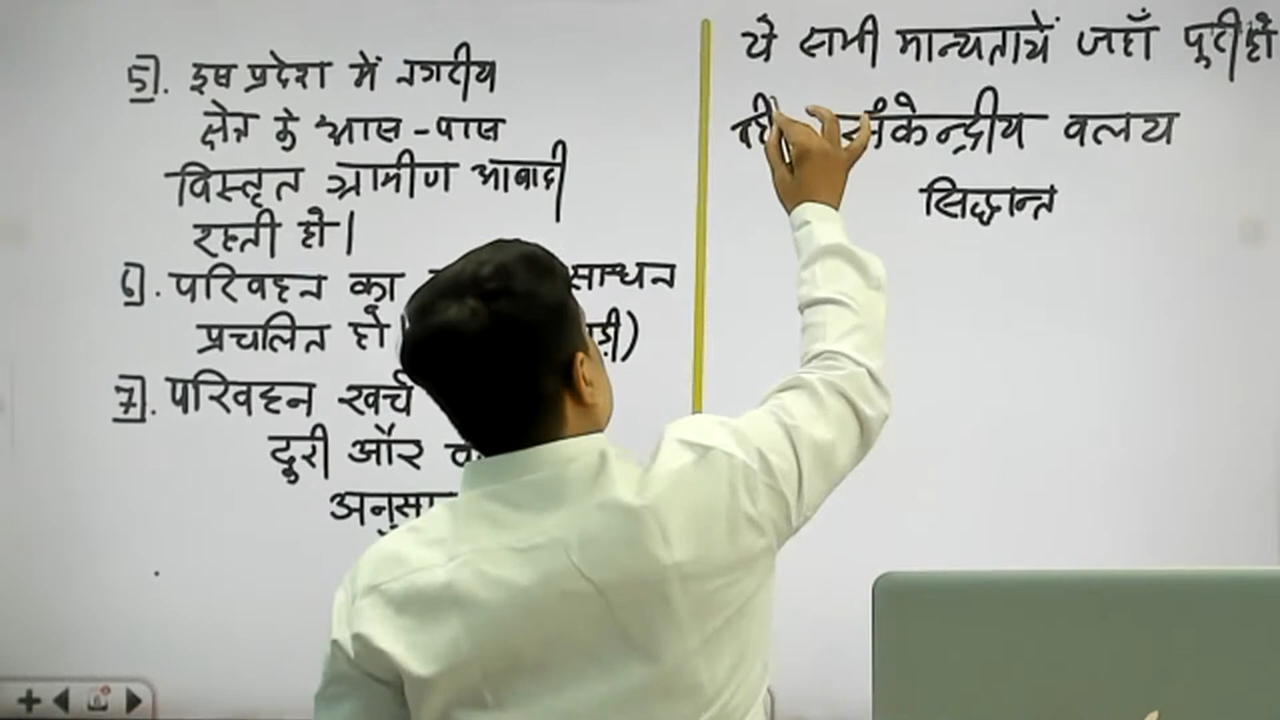 5]. इस प्रदेश में नगरीय
क्षेत्र के आस-पास
विस्तृत ग्रामीण आबादी
रहती हो।
6]. परिवहन का साधन
प्रचलित हो
7]. परिवहन खर्च
दूरी और
ये सभी मान्यतायें जहाँ पूरी हो
वही संकेन्द्रीय वलय
सिद्धान्त